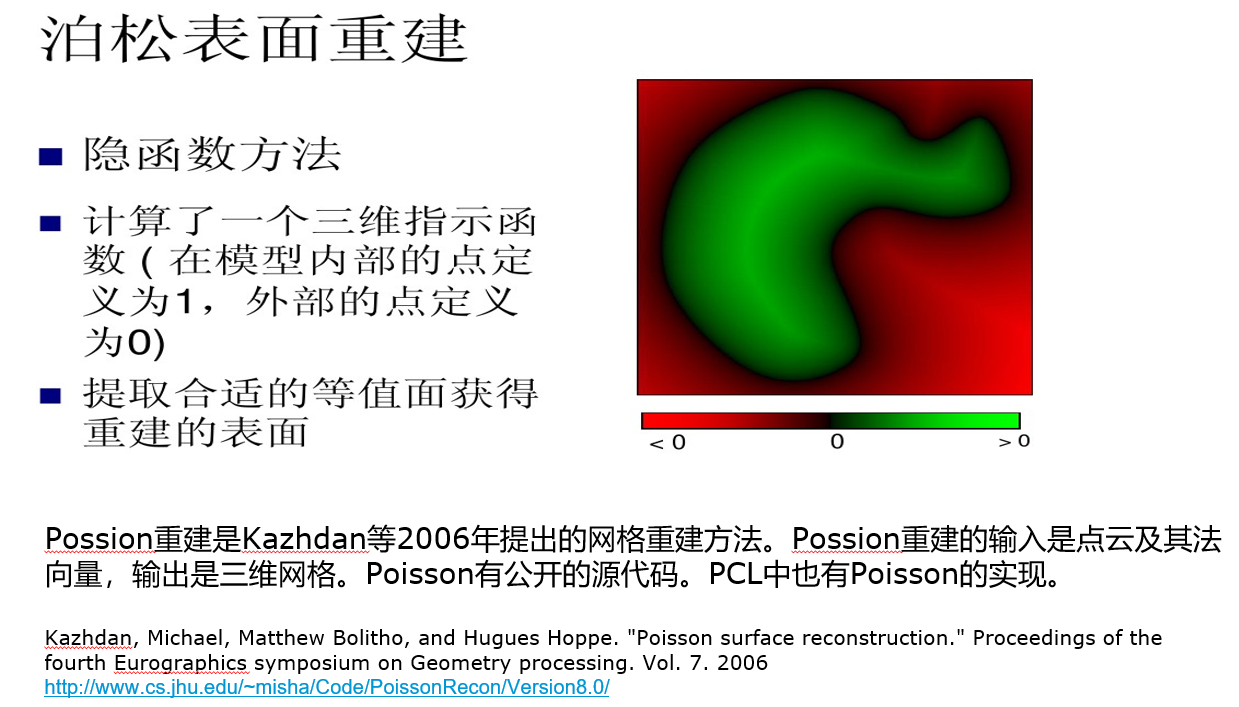 泊松表面重建
隐函数方法
计算了一个三维指示函
数 ( 在模型内部的点定
义为1，外部的点定义
为0)
提取合适的等值面获得
重建的表面
< 0 0 > 0
Possion重建是Kazhdan等2006年提出的网格重建方法。Possion重建的输入是点云及其法
向量，输出是三维网格。Poisson有公开的源代码。PCL中也有Poisson的实现。
Kazhdan, Michael, Matthew Bolitho, and Hugues Hoppe. "Poisson surface reconstruction." Proceedings of the
fourth Eurographics symposium on Geometry processing. Vol. 7. 2006
http://www.cs.jhu.edu/~misha/Code/PoissonRecon/Version8.0/